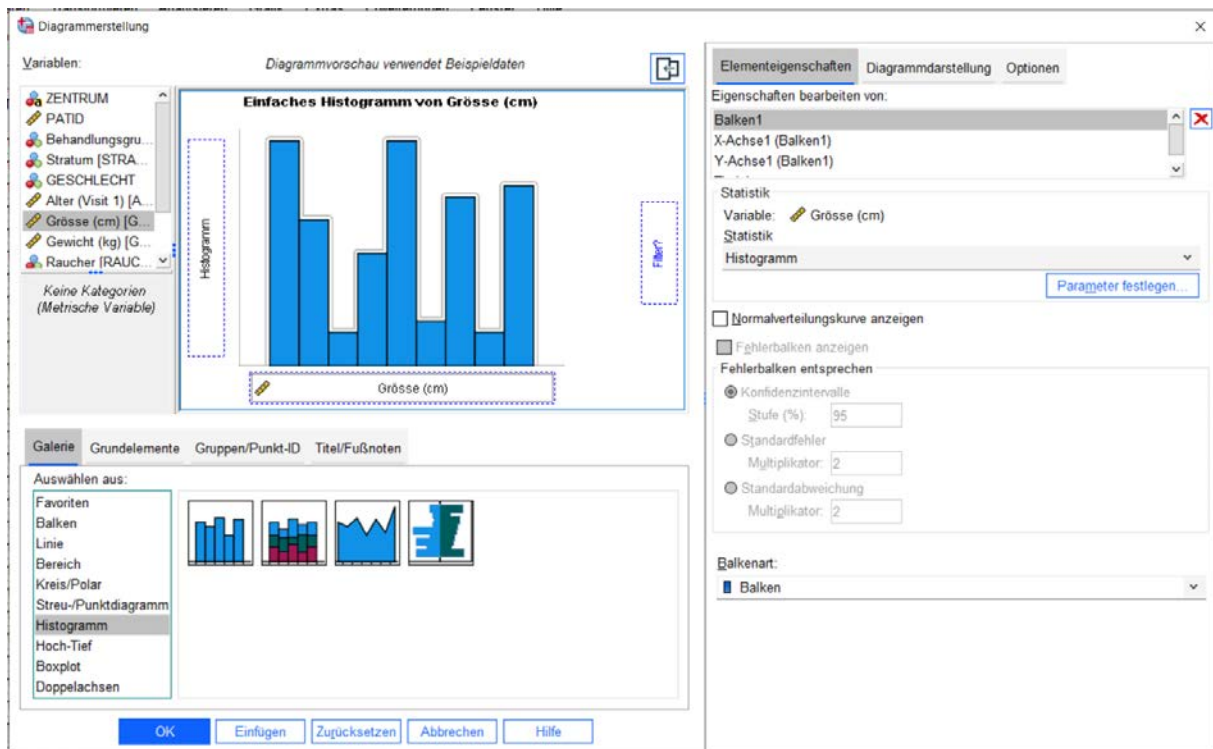 Diagrammerstellung
Variablen:
Diagrammvorschau verwendet Beispieldaten
ZENTRUM
PATID
Behandlungsgru...
Stratum [STRA...
GESCHLECHT
Alter (Visit 1) [A...
Grösse (cm) [G...
Gewicht (kg) [G...
Raucher [RAUC...
Keine Kategorien
(Metrische Variable)
Einfaches Histogramm von Grösse (cm)
Histogramm
Filter?
Grösse (cm)
Galerie
Grundelemente
Gruppen/Punkt-ID
Titel/Fußnoten
Auswählen aus:
Favoriten
Balken
Linie
Bereich
Kreis/Polar
Streu-/Punktdiagramm
Histogramm
Hoch-Tief
Boxplot
Doppelachsen
OK
Einfügen
Zurücksetzen
Abbrechen
Hilfe
Elementeigenschaften
Diagrammdarstellung
Optionen
Eigenschaften bearbeiten von:
Balken1
X-Achse1 (Balken1)
Y-Achse1 (Balken1)
Statistik
Variable: Grösse (cm)
Statistik
Histogramm
Parameter festlegen...
Normalverteilungskurve anzeigen
Fehlerbalken anzeigen
Fehlerbalken entsprechen
Konfidenzintervalle
Stufe (%): 95
Standardfehler
Multiplikator: 2
Standardabweichung
Multiplikator: 2
Balkenart:
Balken